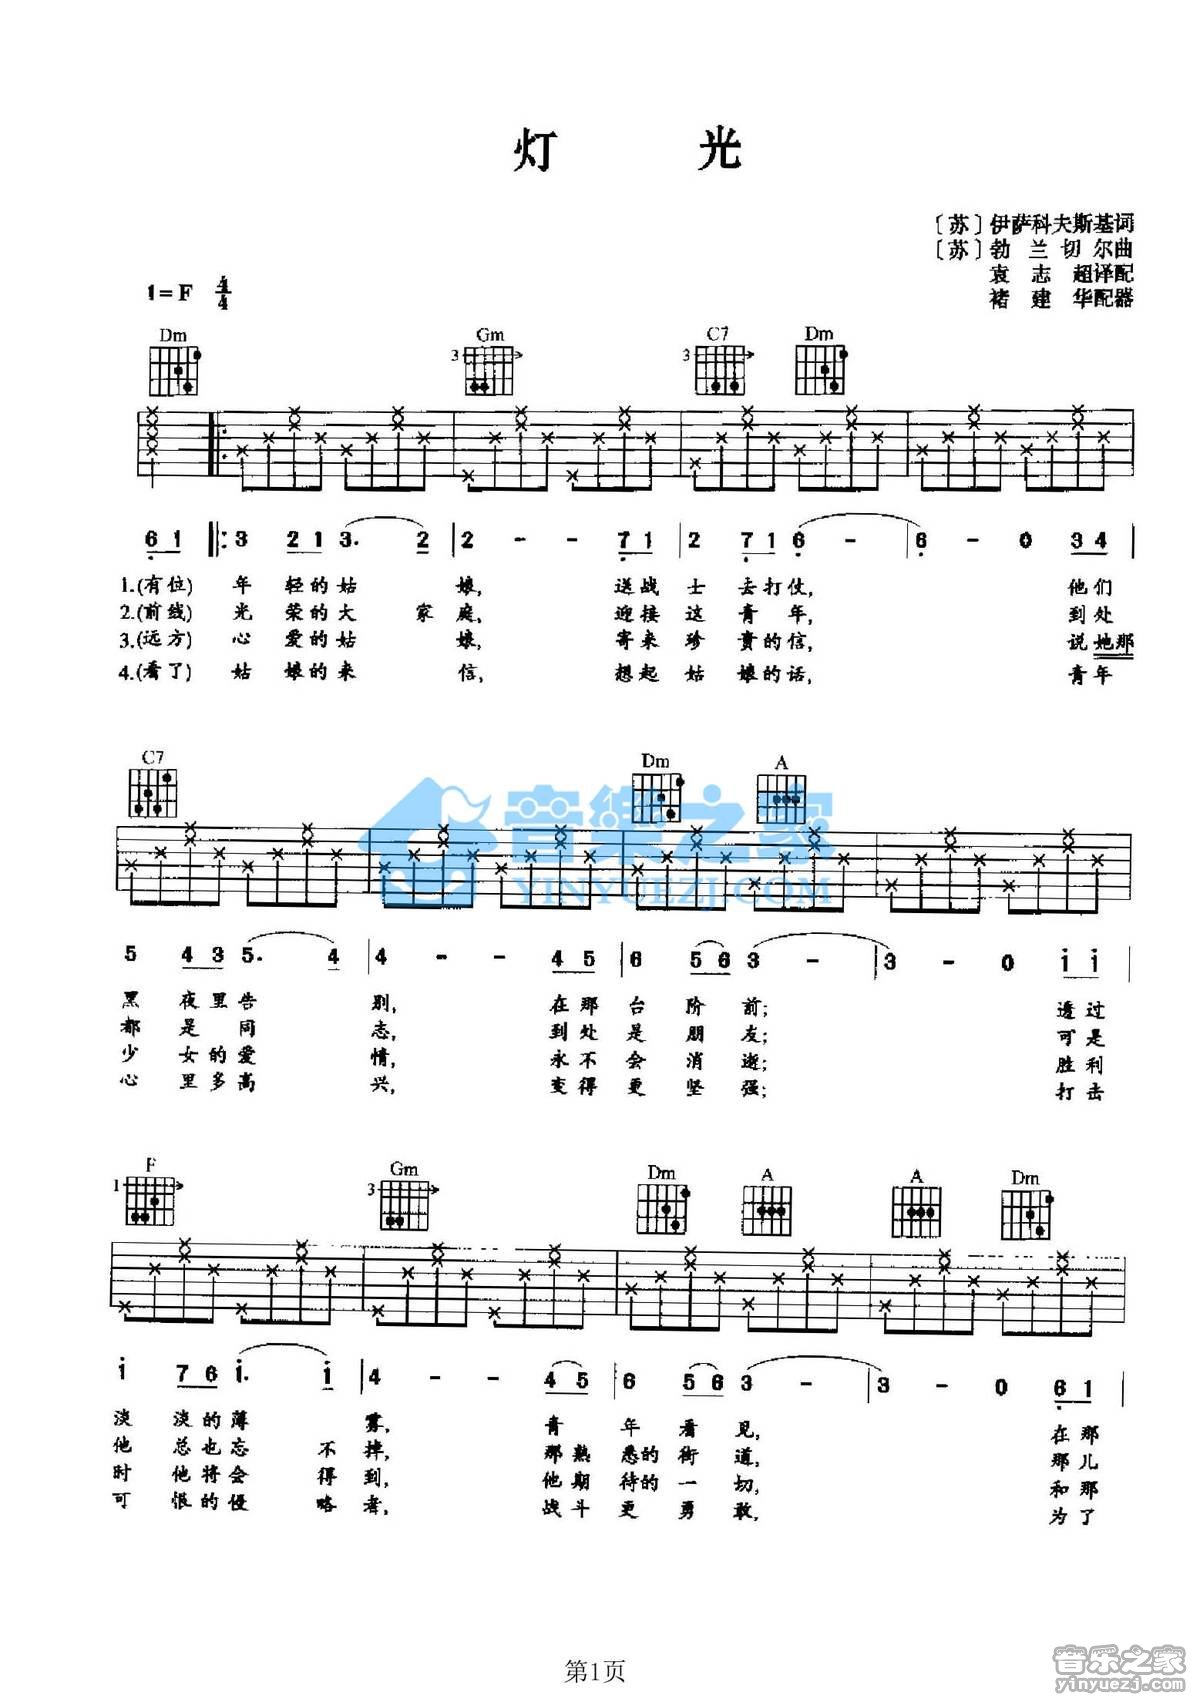 灯 光
〔苏〕伊萨科夫斯基词
〔苏〕勃 兰 切 尔曲
袁 志 超译配
褚 建 华配器
1=F 4/4
Dm Gm C7 Dm
3 3
6 1 3 2 1 3. 2 2 - - 7 1 2 7 1 6 - 6 - 0 3 4
1.(有位) 年 轻的姑 娘, 送战 士 去打仗, 他们
2.(前线) 光 荣的大 家 庭, 迎接 这 青 年, 到处
3.(远方) 心 爱的姑 娘, 寄来 珍 贵的信, 说她那
4.(看了) 姑 娘的来 信, 想起 姑 娘的话, 青年
C7 Dm A
音樂之家
YINYUEZJ.COM
5 4 3 5. 4 4 - - 4 5 6 5 6 3 - 3 - 0 i i
黑 夜里告 别, 在那 台 阶 前; 透过
都 是 同 志, 到处 是 朋 友; 可是
少 女的爱 情, 永不 会 消 逝; 胜利
心 里多高 兴, 变得 更 坚 强; 打击
F Gm Dm A A Dm
1 3
i 7 6 i. i 4 - - 4 5 6 5 6 3 - 3 - 0 6 1
淡 淡的薄 雾, 青 年 看 见, 在那
他 总也忘 不 掉, 那熟 悉的 街 道, 那儿
时 他将会 得 到, 他期 待的 一 切, 和那
可 恨的侵 略 者, 战斗 更 勇 敢, 为了
第1页
音乐之家
yinyuezj.com